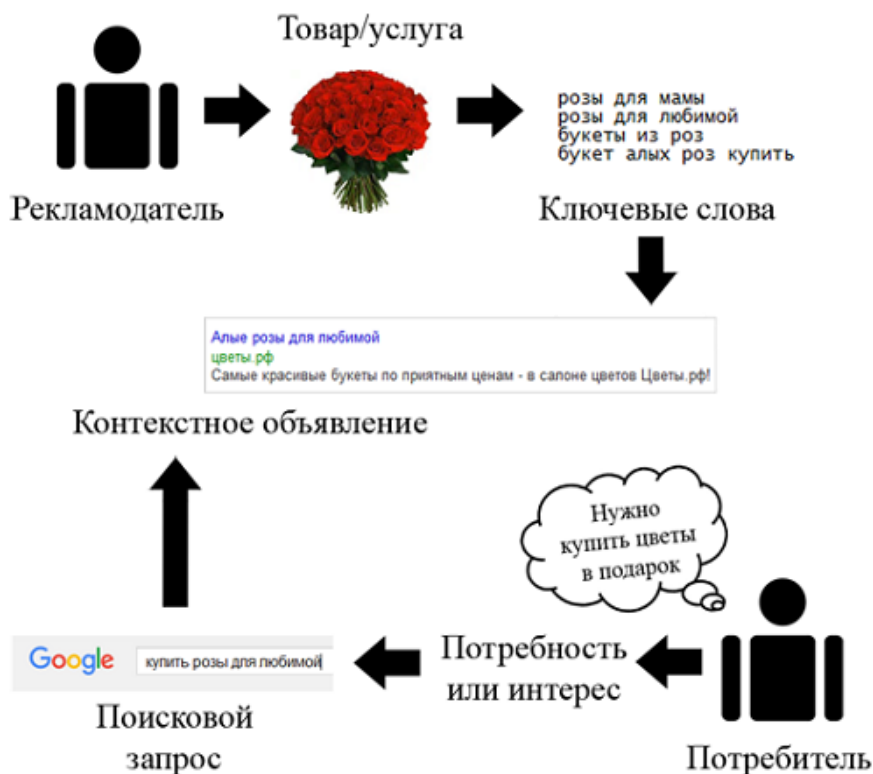 Товар/услуга
розы для мамы
розы для любимой
букеты из роз
букет алых роз купить
Рекламодатель
Ключевые слова
Алые розы для любимой
цветы.рф
Самые красивые букеты по приятным ценам - в салоне цветов Цветы.рф!
Контекстное объявление
Нужно
купить цветы
в подарок
Google
купить розы для любимой
Потребность
или интерес
Поисковой
запрос
Потребитель